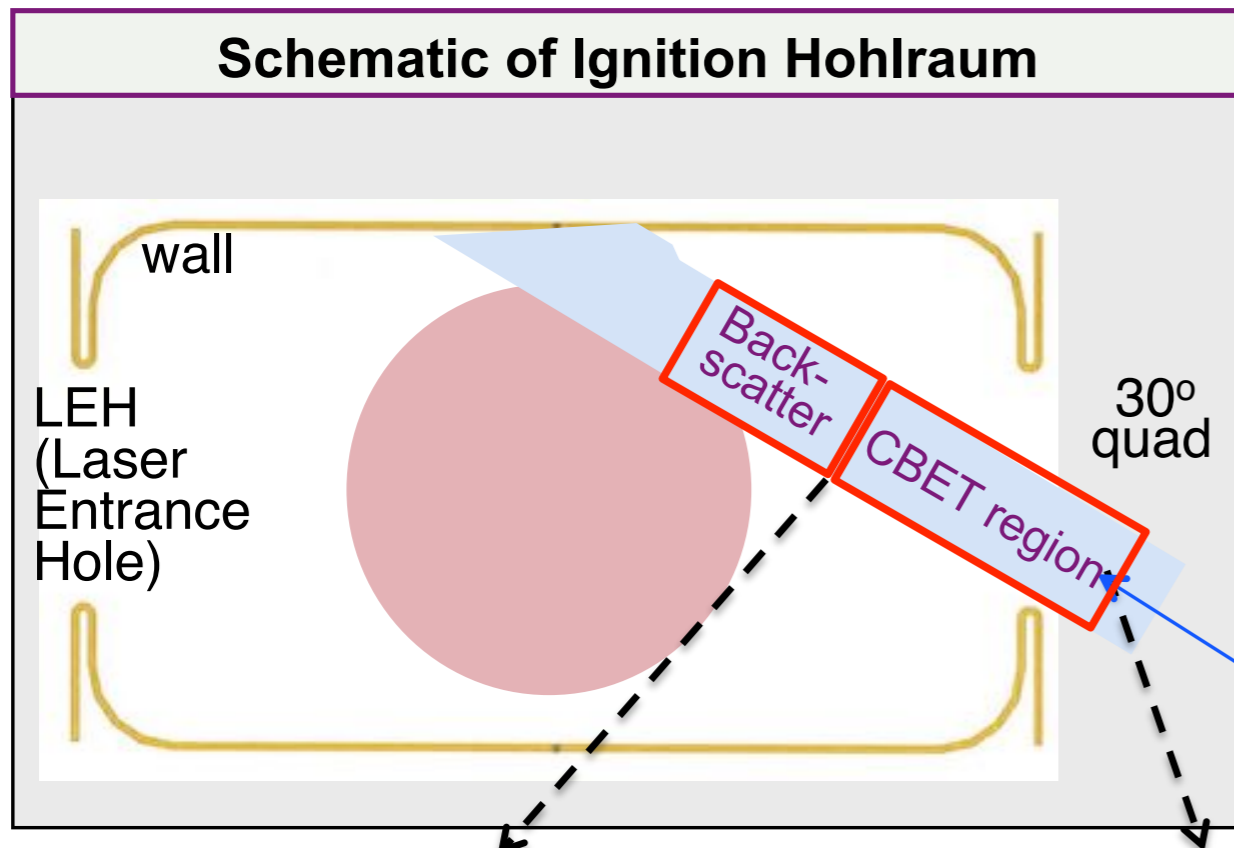 Schematic of Ignition Hohlraum
wall
LEH
(Laser
Entrance
Hole)
Back-
scatter
CBET region
30º
quad